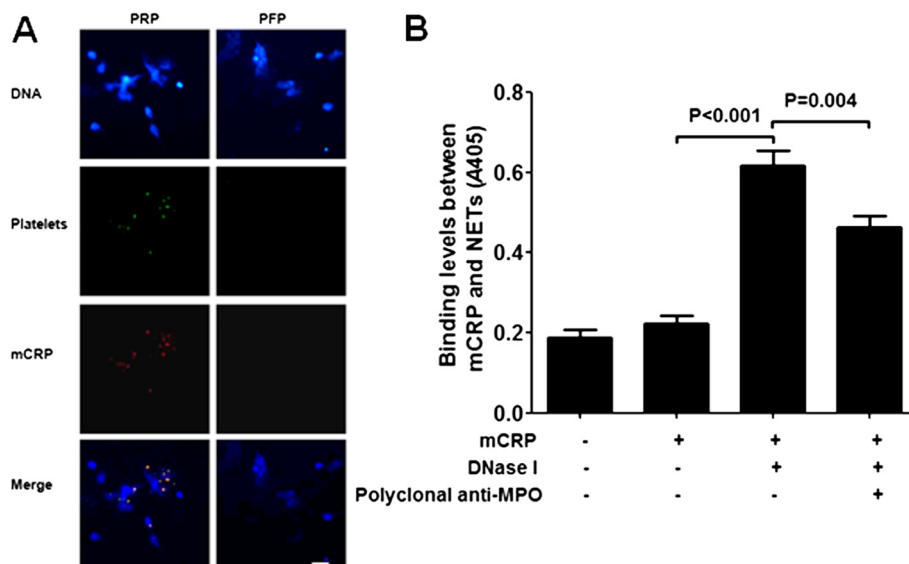 A
PRP PFP
DNA
Platelets
mCRP
Merge
B
Binding levels between
mCRP and NETs (A405)
0.8
0.6
0.4
0.2
0.0
P<0.001
P=0.004
mCRP - + + +
DNase I - - + +
Polyclonal anti-MPO - - - +